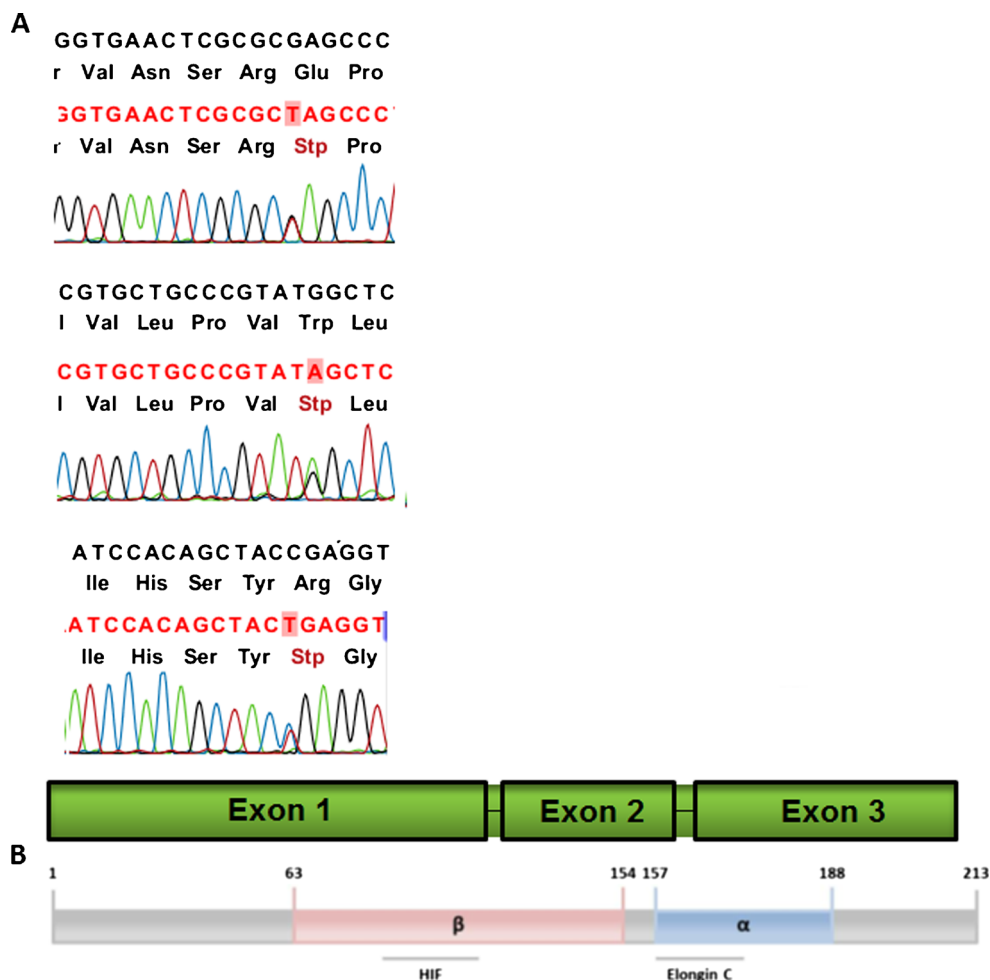 A
GGTGAACTCGCGCGAGCCC
r Val Asn Ser Arg Glu Pro
GGTGAACTCGCGCTAGCCC
r Val Asn Ser Arg Stp Pro
CGTGCTGCCCGTATGGCTC
l Val Leu Pro Val Trp Leu
CGTGCTGCCCGTATAGCTC
l Val Leu Pro Val Stp Leu
ATCCACAGCTACCGAGGT
Ile His Ser Tyr Arg Gly
ATCCACAGCTACTGAGGT
Ile His Ser Tyr Stp Gly
Exon 1 Exon 2 Exon 3
B
1 63 154 157 188 213
β α
HIF Elongin C